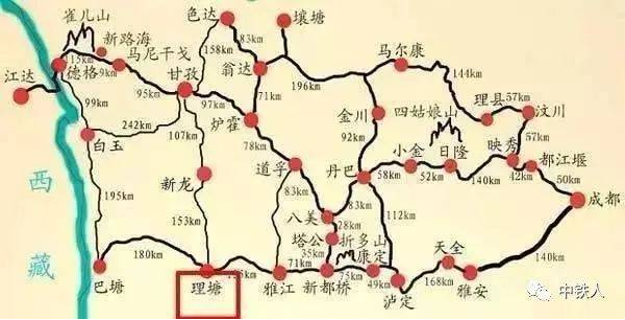 雀儿山
色达
壤塘
83km
新路海
马尔康
158km
115km
马尼干戈
翁达
江达
德格
9km
甘孜
196km
144km
95km
97km
71km
理县
57km
汶川
99km
金川
四姑娘山
242km
107km
炉霍
92km
57km
白玉
78km
小金
日隆
映秀
都江堰
道孚
丹巴
58km
52km
140km
42km
50km
新龙
83km
成都
西藏
195km
八美
83km
112km
153km
28km
塔公
折多山
天全
180km
35km
康定
140km
71km
75km
49km
168km
巴塘
理塘
雅江
新都桥
泸定
雅安
中铁人